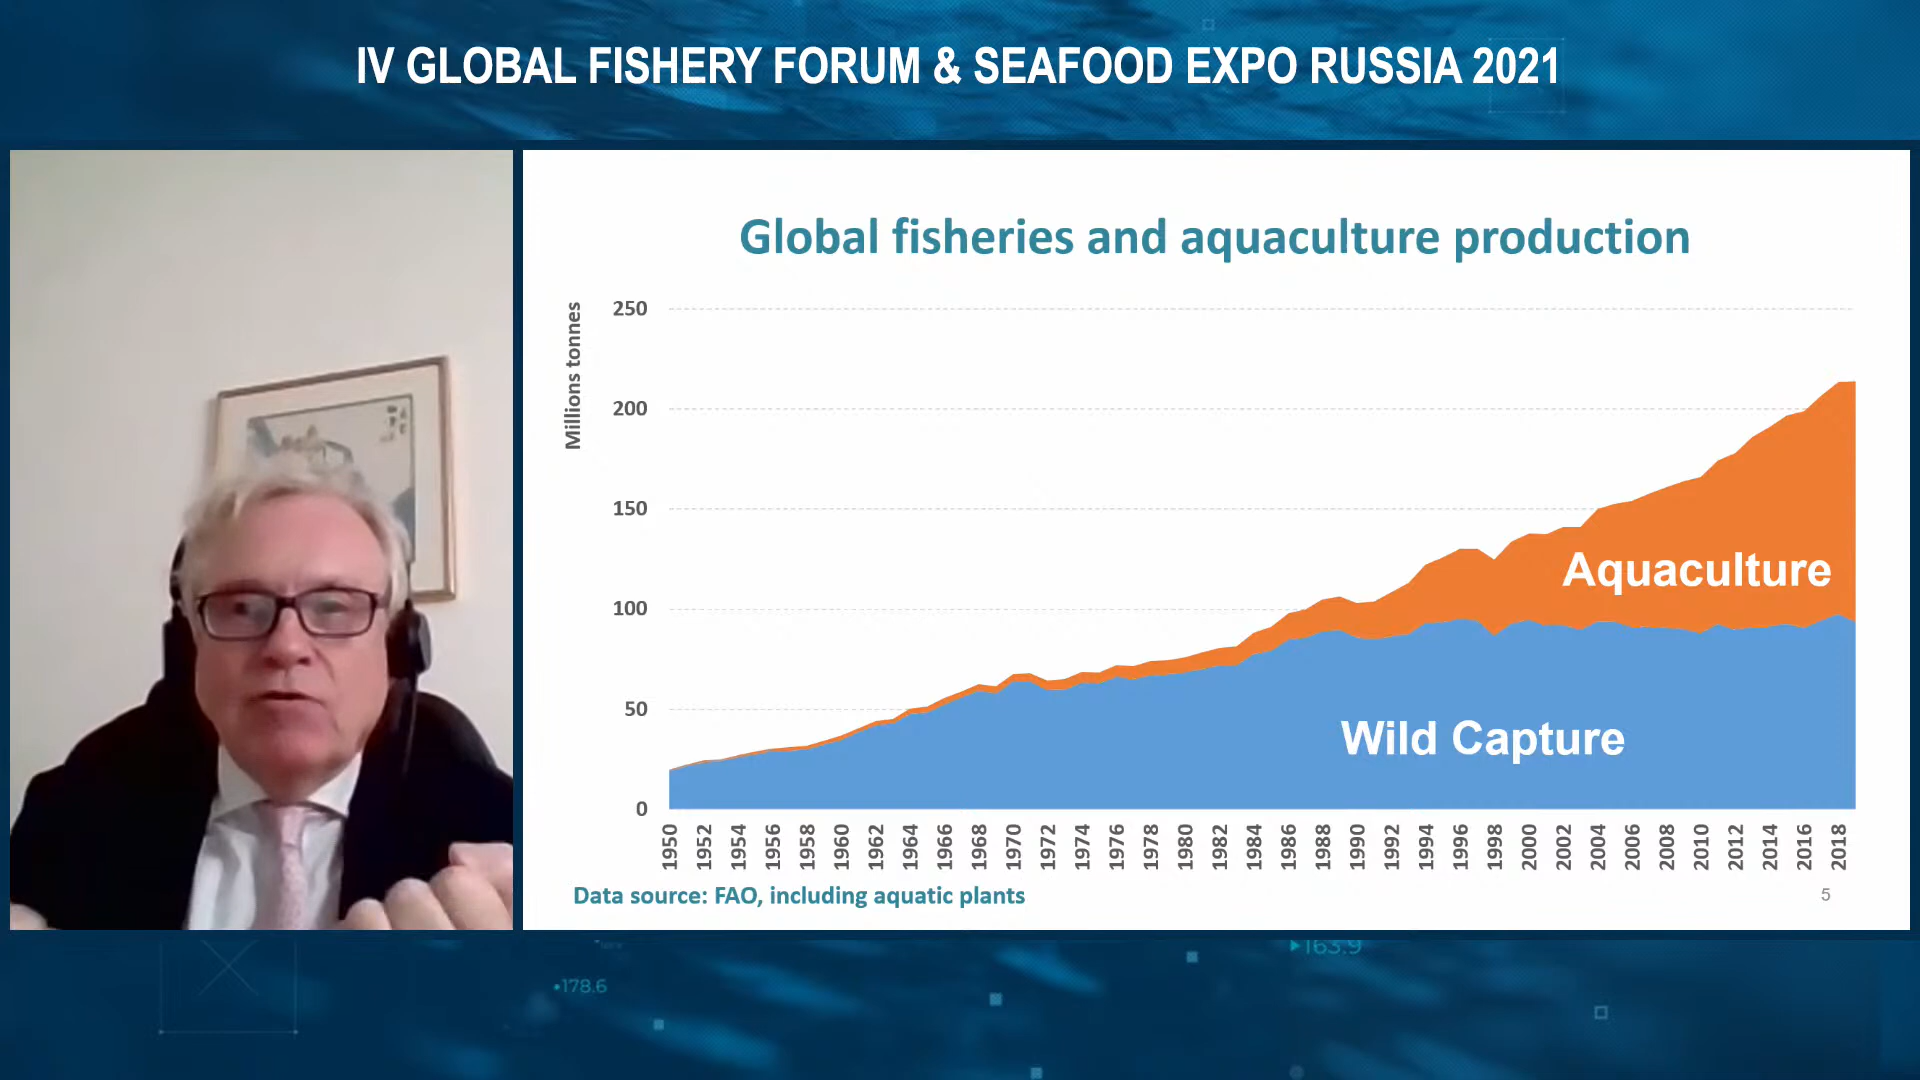 IV GLOBAL FISHERY FORUM & SEAFOOD EXPO RUSSIA 2021
Global fisheries and aquaculture production
Millions tonnes
250
200
150
100
50
0
Aquaculture
Wild Capture
1950 1952 1954 1956 1958 1960 1962 1964 1966 1968 1970 1972 1974 1976 1978 1980 1982 1984 1986 1988 1990 1992 1994 1996 1998 2000 2002 2004 2006 2008 2010 2012 2014 2016 2018
Data source: FAO, including aquatic plants
5
163.9
178.6